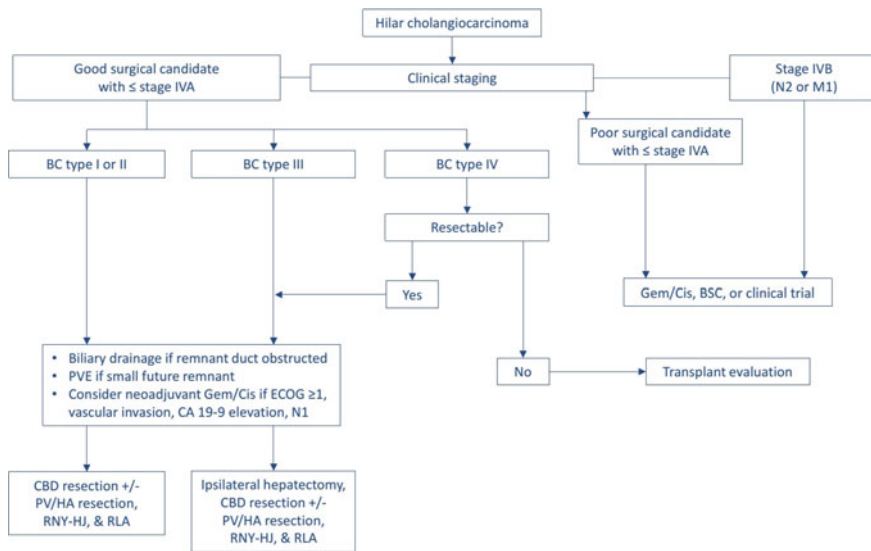 Hilar cholangiocarcinoma
Good surgical candidate
with ≤ stage IVA
Clinical staging
Stage IVB
(N2 or M1)
Poor surgical candidate
with ≤ stage IVA
BC type I or II
BC type III
BC type IV
Resectable?
Yes
Gem/Cis, BSC, or clinical trial
• Biliary drainage if remnant duct obstructed
• PVE if small future remnant
• Consider neoadjuvant Gem/Cis if ECOG ≥1,
vascular invasion, CA 19-9 elevation, N1
No
Transplant evaluation
CBD resection +/-
PV/HA resection,
RNY-HJ, & RLA
Ipsilateral hepatectomy,
CBD resection +/-
PV/HA resection,
RNY-HJ, & RLA